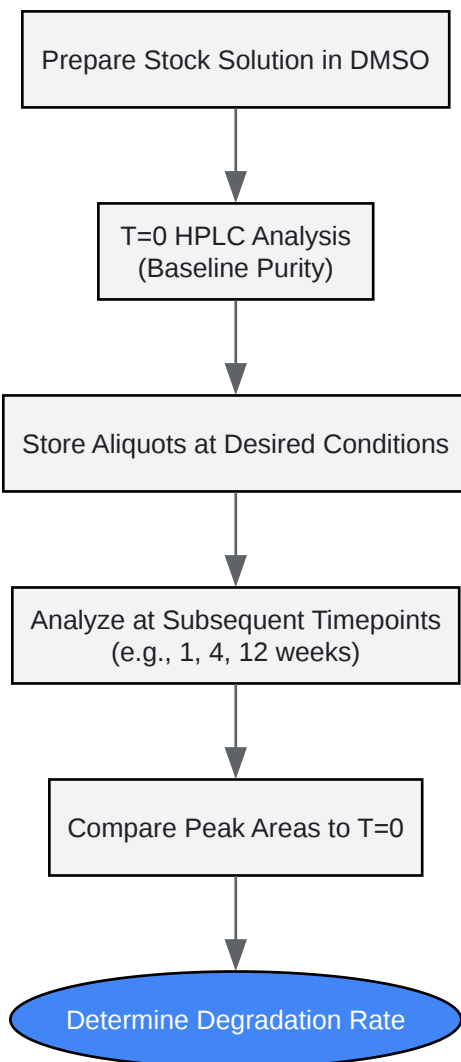 Prepare Stock Solution in DMSO
T=0 HPLC Analysis
(Baseline Purity)
Store Aliquots at Desired Conditions
Analyze at Subsequent Timepoints
(e.g., 1, 4, 12 weeks)
Compare Peak Areas to T=0
Determine Degradation Rate